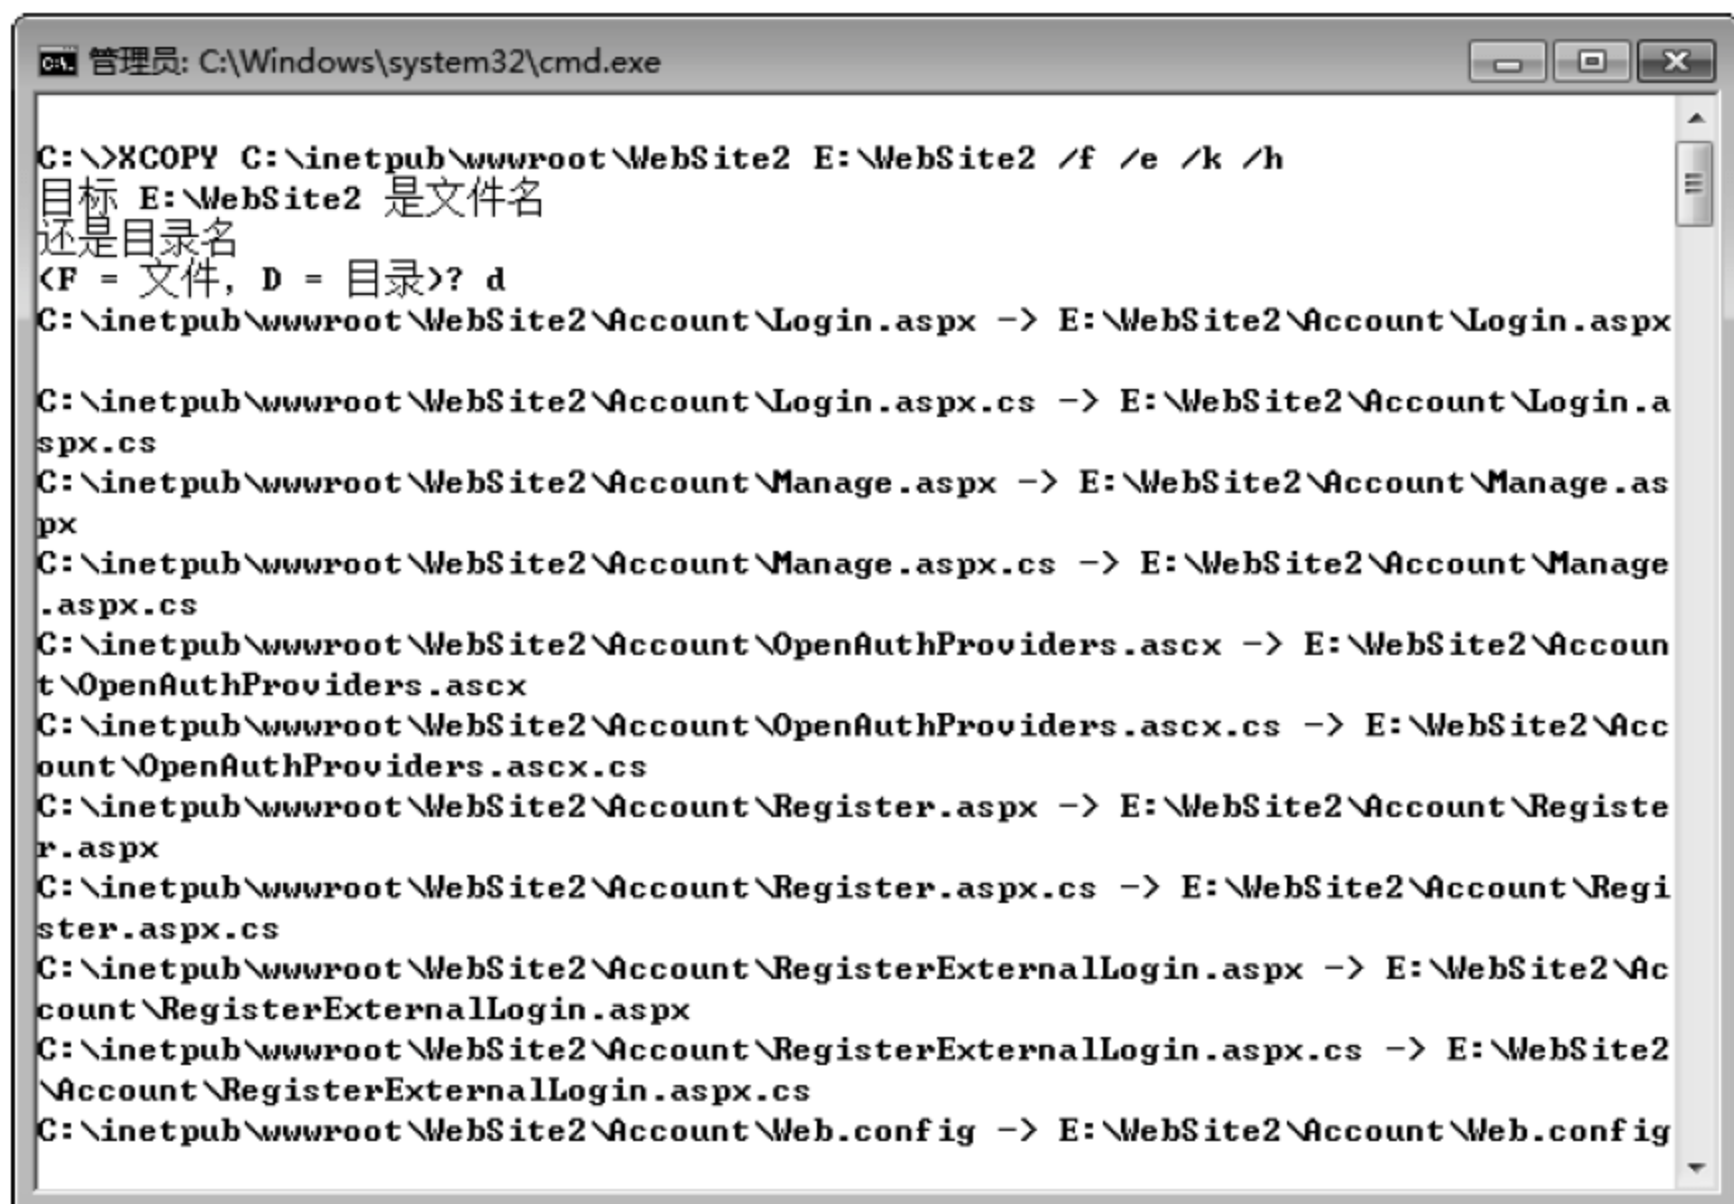 管理员: C:\Windows\system32\cmd.exe
C:\>XCOPY C:\inetpub\wwwroot\WebSite2 E:\WebSite2 /f /e /k /h
目标 E:\WebSite2 是文件名
还是目录名
(F = 文件, D = 目录)? d
C:\inetpub\wwwroot\WebSite2\Account\Login.aspx -> E:\WebSite2\Account\Login.aspx
C:\inetpub\wwwroot\WebSite2\Account\Login.aspx.cs -> E:\WebSite2\Account\Login.a
spx.cs
C:\inetpub\wwwroot\WebSite2\Account\Manage.aspx -> E:\WebSite2\Account\Manage.as
px
C:\inetpub\wwwroot\WebSite2\Account\Manage.aspx.cs -> E:\WebSite2\Account\Manage
.aspx.cs
C:\inetpub\wwwroot\WebSite2\Account\OpenAuthProviders.ascx -> E:\WebSite2\Accoun
t\OpenAuthProviders.ascx
C:\inetpub\wwwroot\WebSite2\Account\OpenAuthProviders.ascx.cs -> E:\WebSite2\Acc
ount\OpenAuthProviders.ascx.cs
C:\inetpub\wwwroot\WebSite2\Account\Register.aspx -> E:\WebSite2\Account\Registe
r.aspx
C:\inetpub\wwwroot\WebSite2\Account\Register.aspx.cs -> E:\WebSite2\Account\Regi
ster.aspx.cs
C:\inetpub\wwwroot\WebSite2\Account\RegisterExternalLogin.aspx -> E:\WebSite2\Ac
count\RegisterExternalLogin.aspx
C:\inetpub\wwwroot\WebSite2\Account\RegisterExternalLogin.aspx.cs -> E:\WebSite2
\Account\RegisterExternalLogin.aspx.cs
C:\inetpub\wwwroot\WebSite2\Account\Web.config -> E:\WebSite2\Account\Web.config